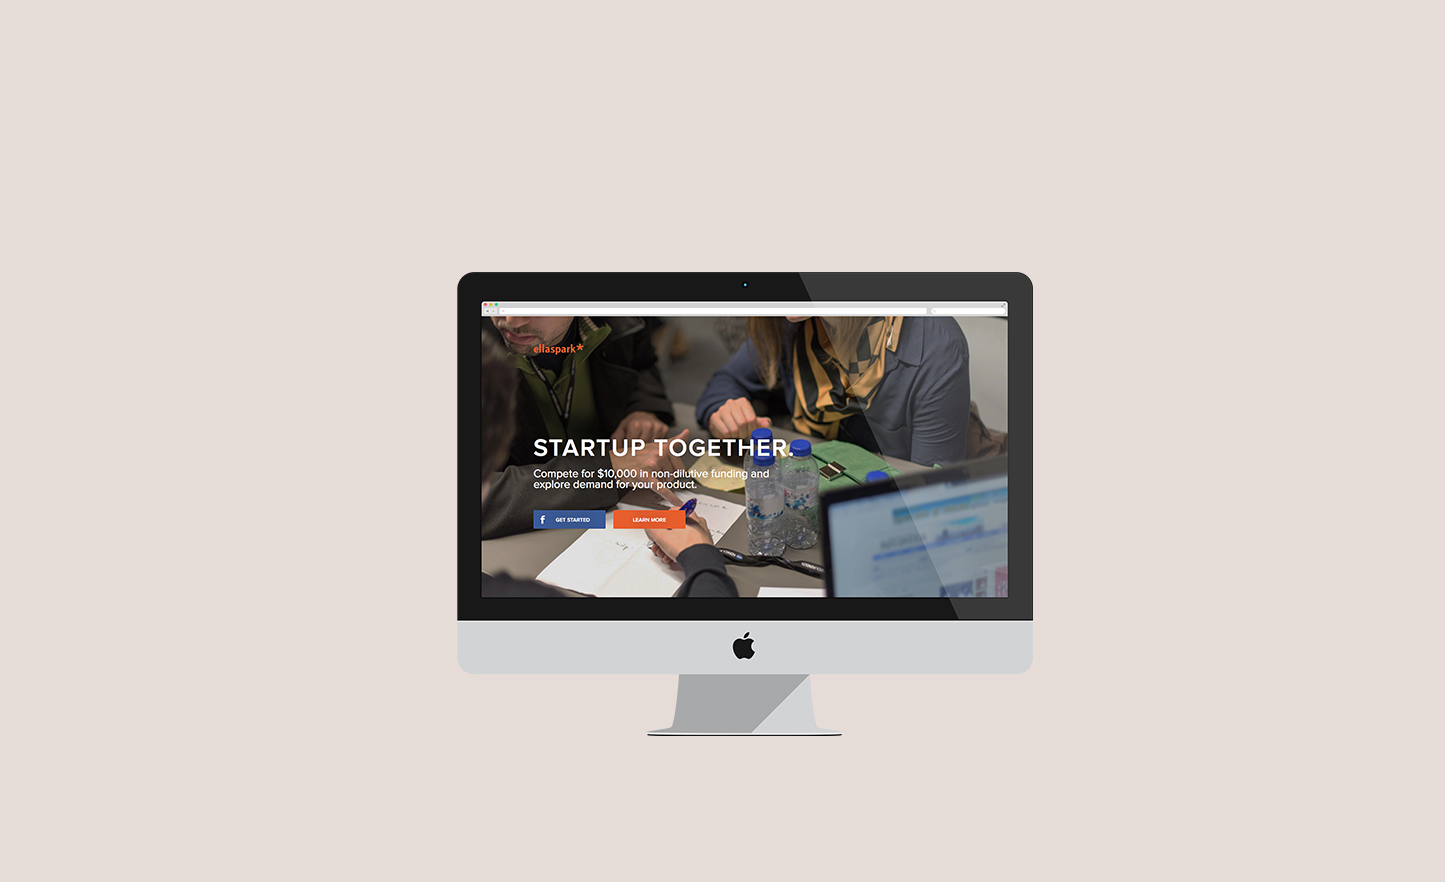 ellaspark*
STARTUP TOGETHER.
Compete for $10,000 in non-dilutive funding and
explore demand for your product.
GET STARTED
LEARN MORE